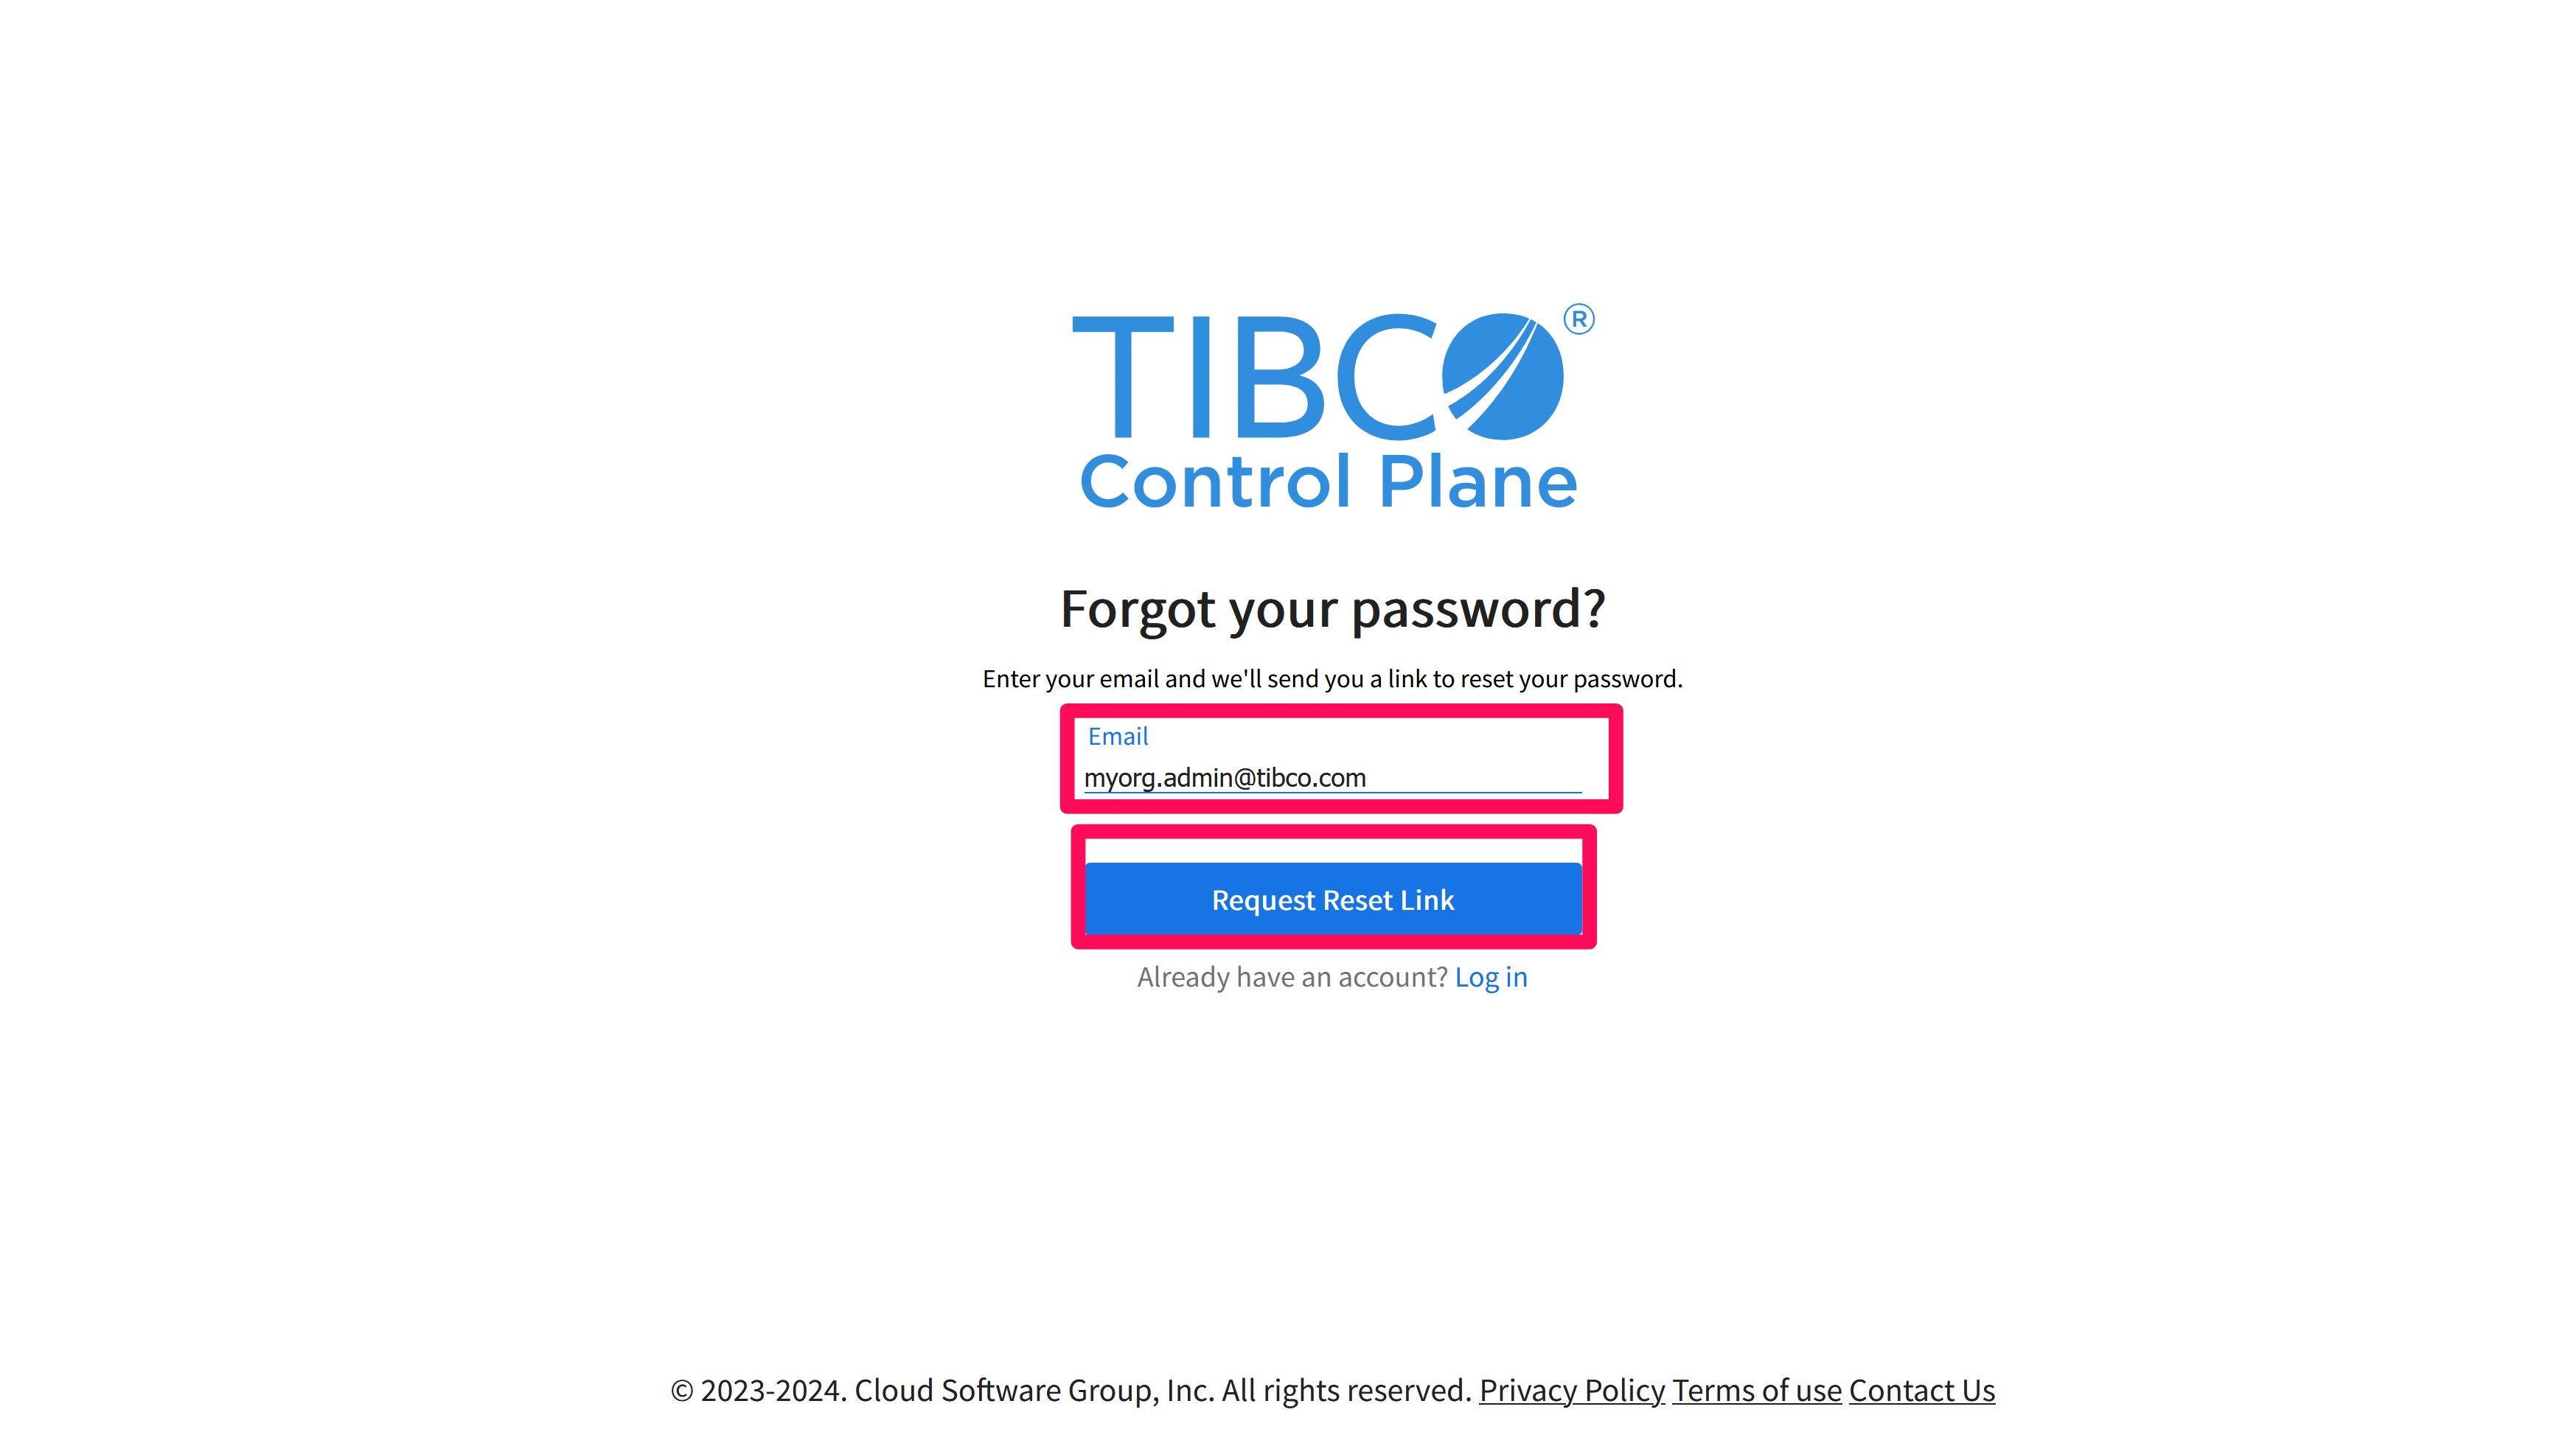 TIBCO®
Control Plane
Forgot your password?
Enter your email and we'll send you a link to reset your password.
Email
myorg.admin@tibco.com
Request Reset Link
Already have an account? Log in
© 2023-2024. Cloud Software Group, Inc. All rights reserved. Privacy Policy Terms of use Contact Us